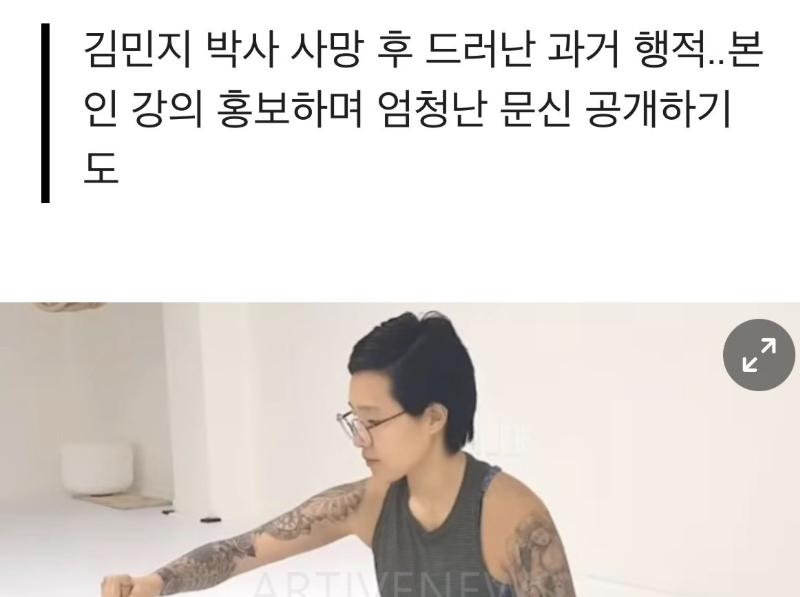 김민지 박사 사망 후 드러난 과거 행적..본
인 강의 홍보하며 엄청난 문신 공개하기
도
ARTIVENEWS